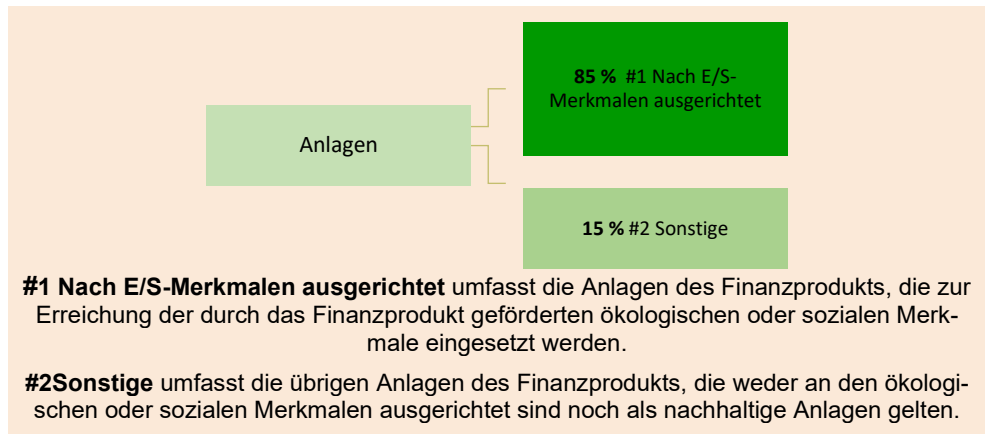 85 % #1 Nach E/S-
Merkmalen ausgerichtet
Anlagen
15 % #2 Sonstige
#1 Nach E/S-Merkmalen ausgerichtet umfasst die Anlagen des Finanzprodukts, die zur
Erreichung der durch das Finanzprodukt geförderten ökologischen oder sozialen Merk-
male eingesetzt werden.
#2Sonstige umfasst die übrigen Anlagen des Finanzprodukts, die weder an den ökologi-
schen oder sozialen Merkmalen ausgerichtet sind noch als nachhaltige Anlagen gelten.